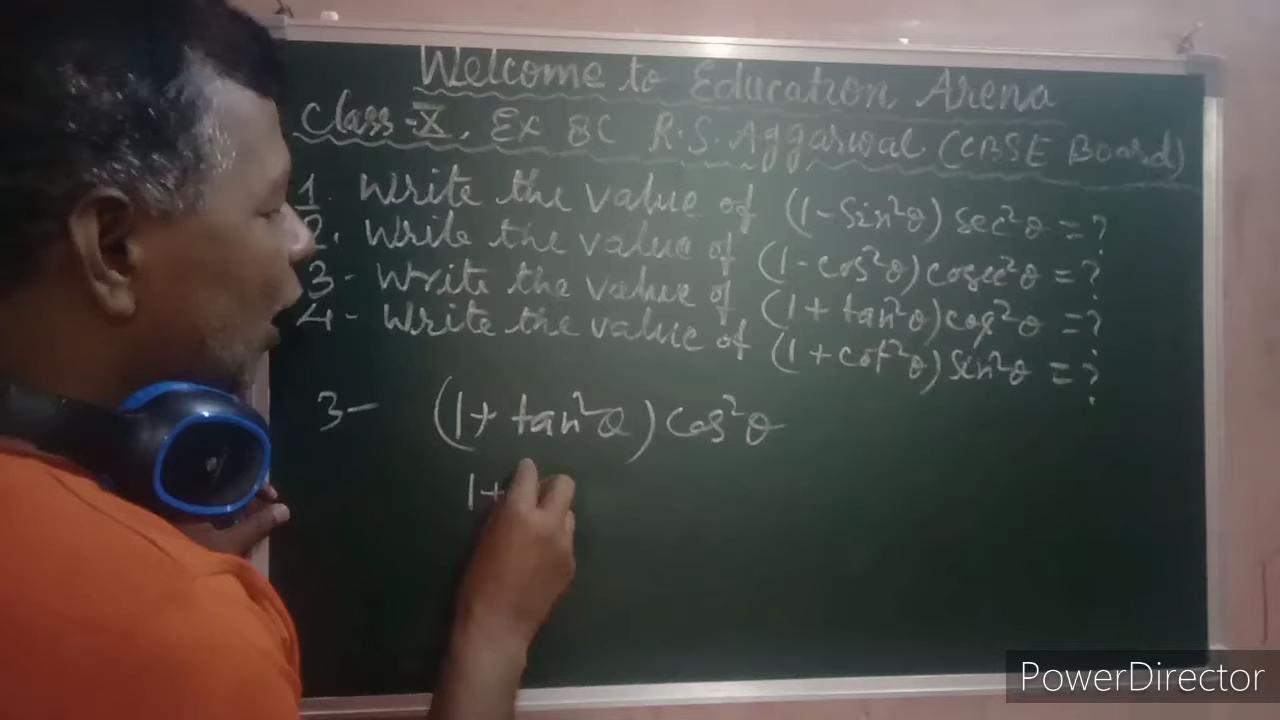 Welcome to Education Arena
Class-X, Ex 8C R.S. Aggarwal (CBSE Board)
1. Write the value of (1-Sin²θ) sec²θ = ?
2. Write the value of (1-cos²θ) cosec²θ = ?
3- Write the value of (1+tan²θ) cos²θ = ?
4- Write the value of (1+cot²θ) sin²θ = ?
3- (1+tan²θ) cos²θ
1+
PowerDirector